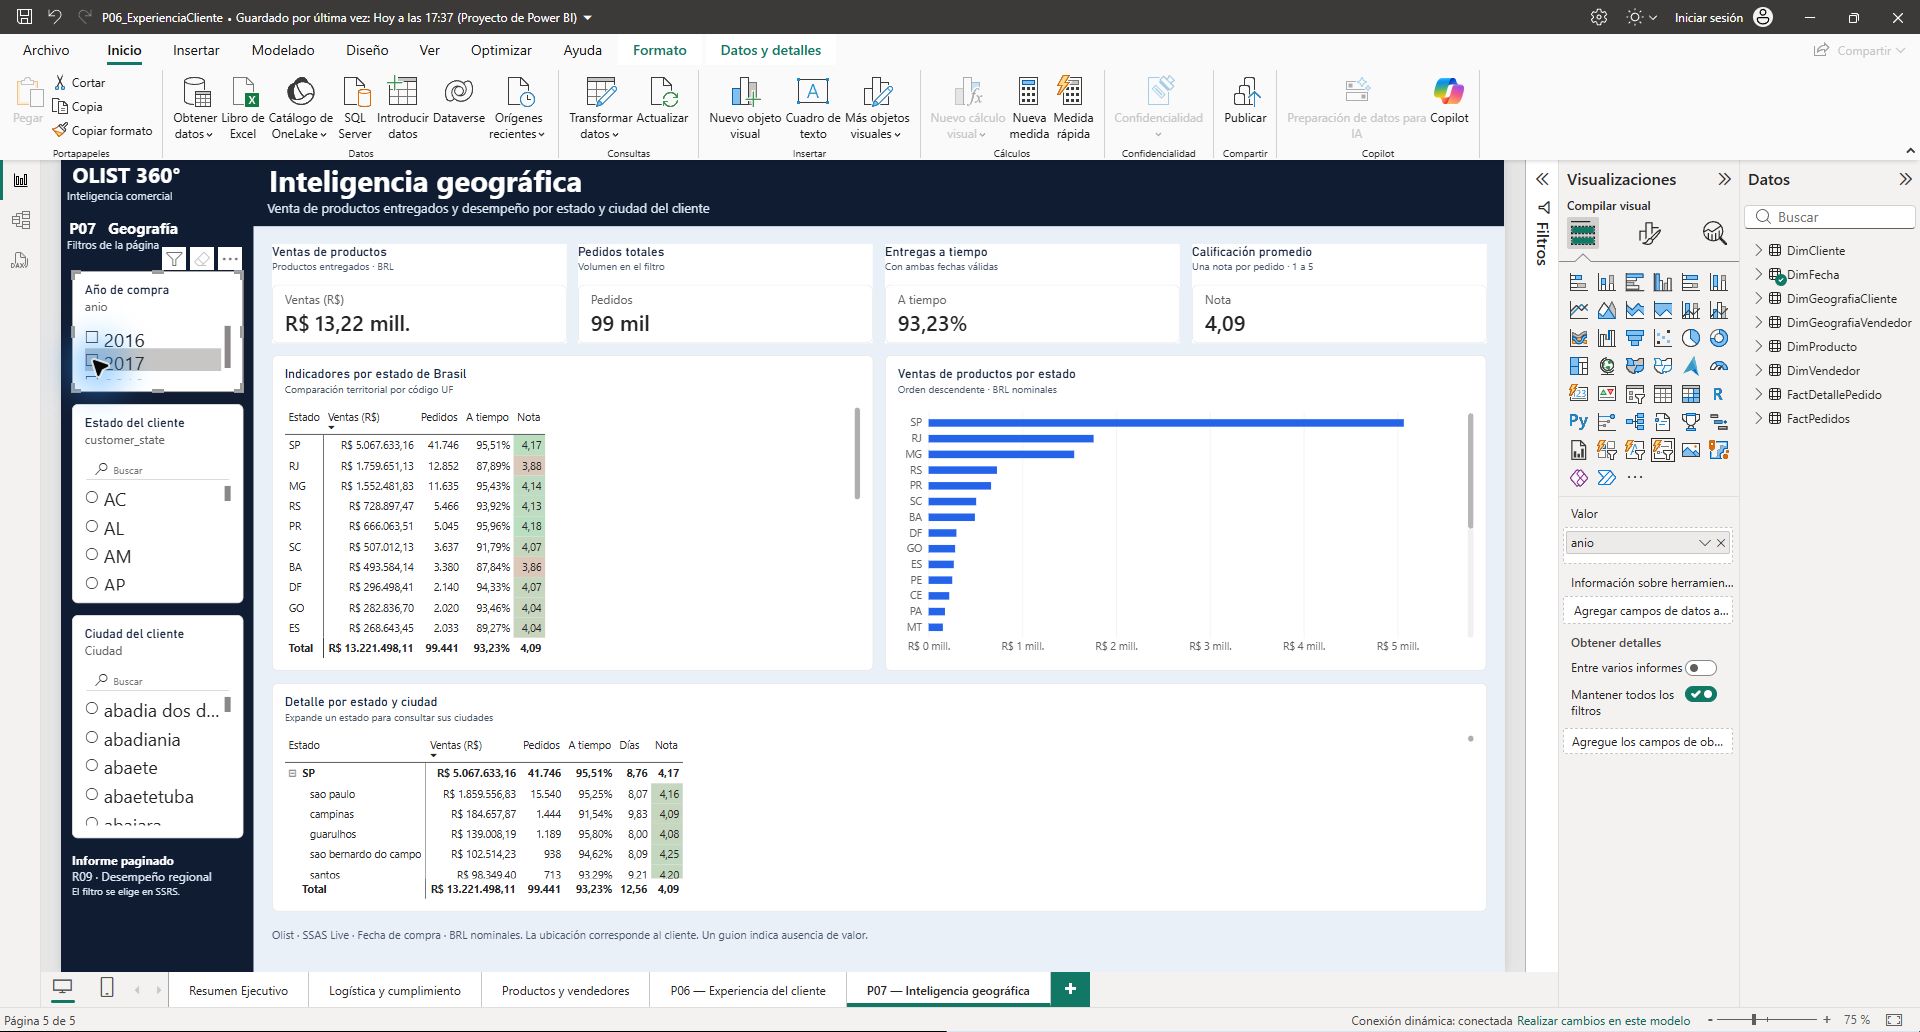 P06_ExperienciaCliente • Guardado por última vez: Hoy a las 17:37 (Proyecto de Power BI)
Iniciar sesión
Archivo Inicio Insertar Modelado Diseño Ver Optimizar Ayuda Formato Datos y detalles
Compartir
Pegar
Cortar
Copia
Copiar formato
Portapapeles
Obtener datos
Libro de Excel
Catálogo de OneLake
SQL Server
Introducir datos
Dataverse
Orígenes recientes
Datos
Transformar datos
Actualizar
Consultas
Nuevo objeto visual
Cuadro de texto
Más objetos visuales
Insertar
Nuevo cálculo visual
Nueva medida
Medida rápida
Cálculos
Confidencialidad
Confidencialidad
Publicar
Compartir
Preparación de datos para IA
Copilot
Copilot
OLIST 360°
Inteligencia comercial
P07 Geografía
Filtros de la página
Año de compra
anio
2016
2017
Estado del cliente
customer_state
Buscar
AC
AL
AM
AP
Ciudad del cliente
Ciudad
Buscar
abadia dos d...
abadiania
abaete
abaetetuba
abaiara
Informe paginado
R09 · Desempeño regional
El filtro se elige en SSRS.
Inteligencia geográfica
Venta de productos entregados y desempeño por estado y ciudad del cliente
Ventas de productos
Productos entregados · BRL
Ventas (R$)
R$ 13,22 mill.
Pedidos totales
Volumen en el filtro
Pedidos
99 mil
Entregas a tiempo
Con ambas fechas válidas
A tiempo
93,23%
Calificación promedio
Una nota por pedido · 1 a 5
Nota
4,09
Indicadores por estado de Brasil
Comparación territorial por código UF
Estado Ventas (R$) Pedidos A tiempo Nota
SP R$ 5.067.633,16 41.746 95,51% 4,17
RJ R$ 1.759.651,13 12.852 87,89% 3,88
MG R$ 1.552.481,83 11.635 95,43% 4,14
RS R$ 728.897,47 5.466 93,92% 4,13
PR R$ 666.063,51 5.045 95,96% 4,18
SC R$ 507.012,13 3.637 91,79% 4,07
BA R$ 493.584,14 3.380 87,84% 3,86
DF R$ 296.498,41 2.140 94,33% 4,07
GO R$ 282.836,70 2.020 93,46% 4,04
ES R$ 268.643,45 2.033 89,27% 4,04
Total R$ 13.221.498,11 99.441 93,23% 4,09
Ventas de productos por estado
Orden descendente · BRL nominales
SP
RJ
MG
RS
PR
SC
BA
DF
GO
ES
PE
CE
PA
MT
R$ 0 mill. R$ 1 mill. R$ 2 mill. R$ 3 mill. R$ 4 mill. R$ 5 mill.
Detalle por estado y ciudad
Expande un estado para consultar sus ciudades
Estado Ventas (R$) Pedidos A tiempo Días Nota
SP R$ 5.067.633,16 41.746 95,51% 8,76 4,17
sao paulo R$ 1.859.556,83 15.540 95,25% 8,07 4,16
campinas R$ 184.657,87 1.444 91,54% 9,83 4,09
guarulhos R$ 139.008,19 1.189 95,80% 8,00 4,08
sao bernardo do campo R$ 102.514,23 938 94,62% 8,09 4,25
santos R$ 98.349,40 713 93,29% 9,21 4,20
Total R$ 13.221.498,11 99.441 93,23% 12,56 4,09
Olist · SSAS Live · Fecha de compra · BRL nominales. La ubicación corresponde al cliente. Un guion indica ausencia de valor.
Filtros
Visualizaciones
Compilar visual
Valor
anio
Información sobre herramien...
Agregar campos de datos a...
Obtener detalles
Entre varios informes
Mantener todos los filtros
Agregue los campos de ob...
Datos
Buscar
DimCliente
DimFecha
DimGeografiaCliente
DimGeografiaVendedor
DimProducto
DimVendedor
FactDetallePedido
FactPedidos
Resumen Ejecutivo
Logística y cumplimiento
Productos y vendedores
P06 — Experiencia del cliente
P07 — Inteligencia geográfica
Página 5 de 5
Conexión dinámica: conectada Realizar cambios en este modelo
75 %